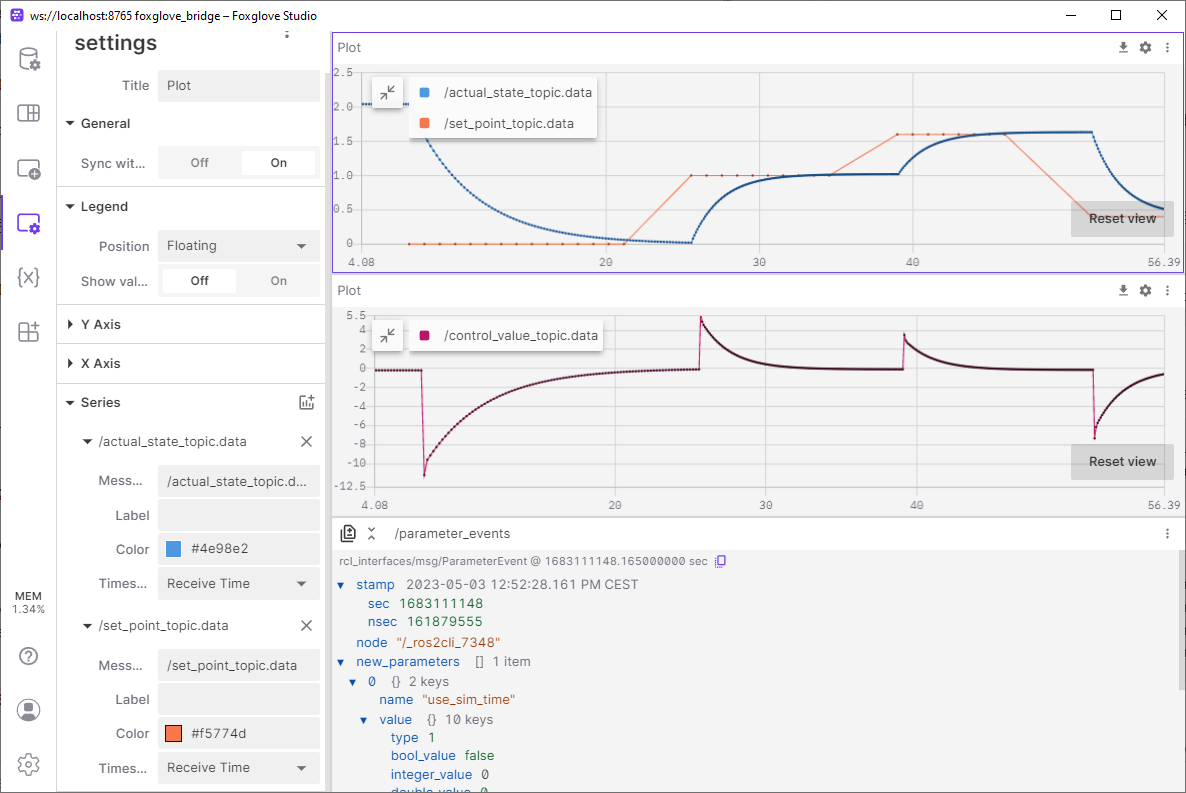 ws://localhost:8765 foxglove_bridge – Foxglove Studio
settings
Title Plot
General
Sync wit... Off On
Legend
Position Floating
Show val... Off On
Y Axis
X Axis
Series
/actual_state_topic.data
Mess... /actual_state_topic.d...
Label
Color #4e98e2
Times... Receive Time
/set_point_topic.data
Mess... /set_point_topic.data
Label
Color #f5774d
Times... Receive Time
MEM
1.34%
Plot
/actual_state_topic.data
/set_point_topic.data
2.5
2.0
1.5
1.0
0.5
0
4.08 20 30 40 56.39
Reset view
Plot
/control_value_topic.data
5.5
4
2
0
-2
-4
-6
-8
-10
-12.5
4.08 20 30 40 56.39
Reset view
/parameter_events
rcl_interfaces/msg/ParameterEvent @ 1683111148.165000000 sec
stamp 2023-05-03 12:52:28.161 PM CEST
sec 1683111148
nsec 161879555
node "/_ros2cli_7348"
new_parameters [] 1 item
0 {} 2 keys
name "use_sim_time"
value {} 10 keys
type 1
bool_value false
integer_value 0
double_value 0